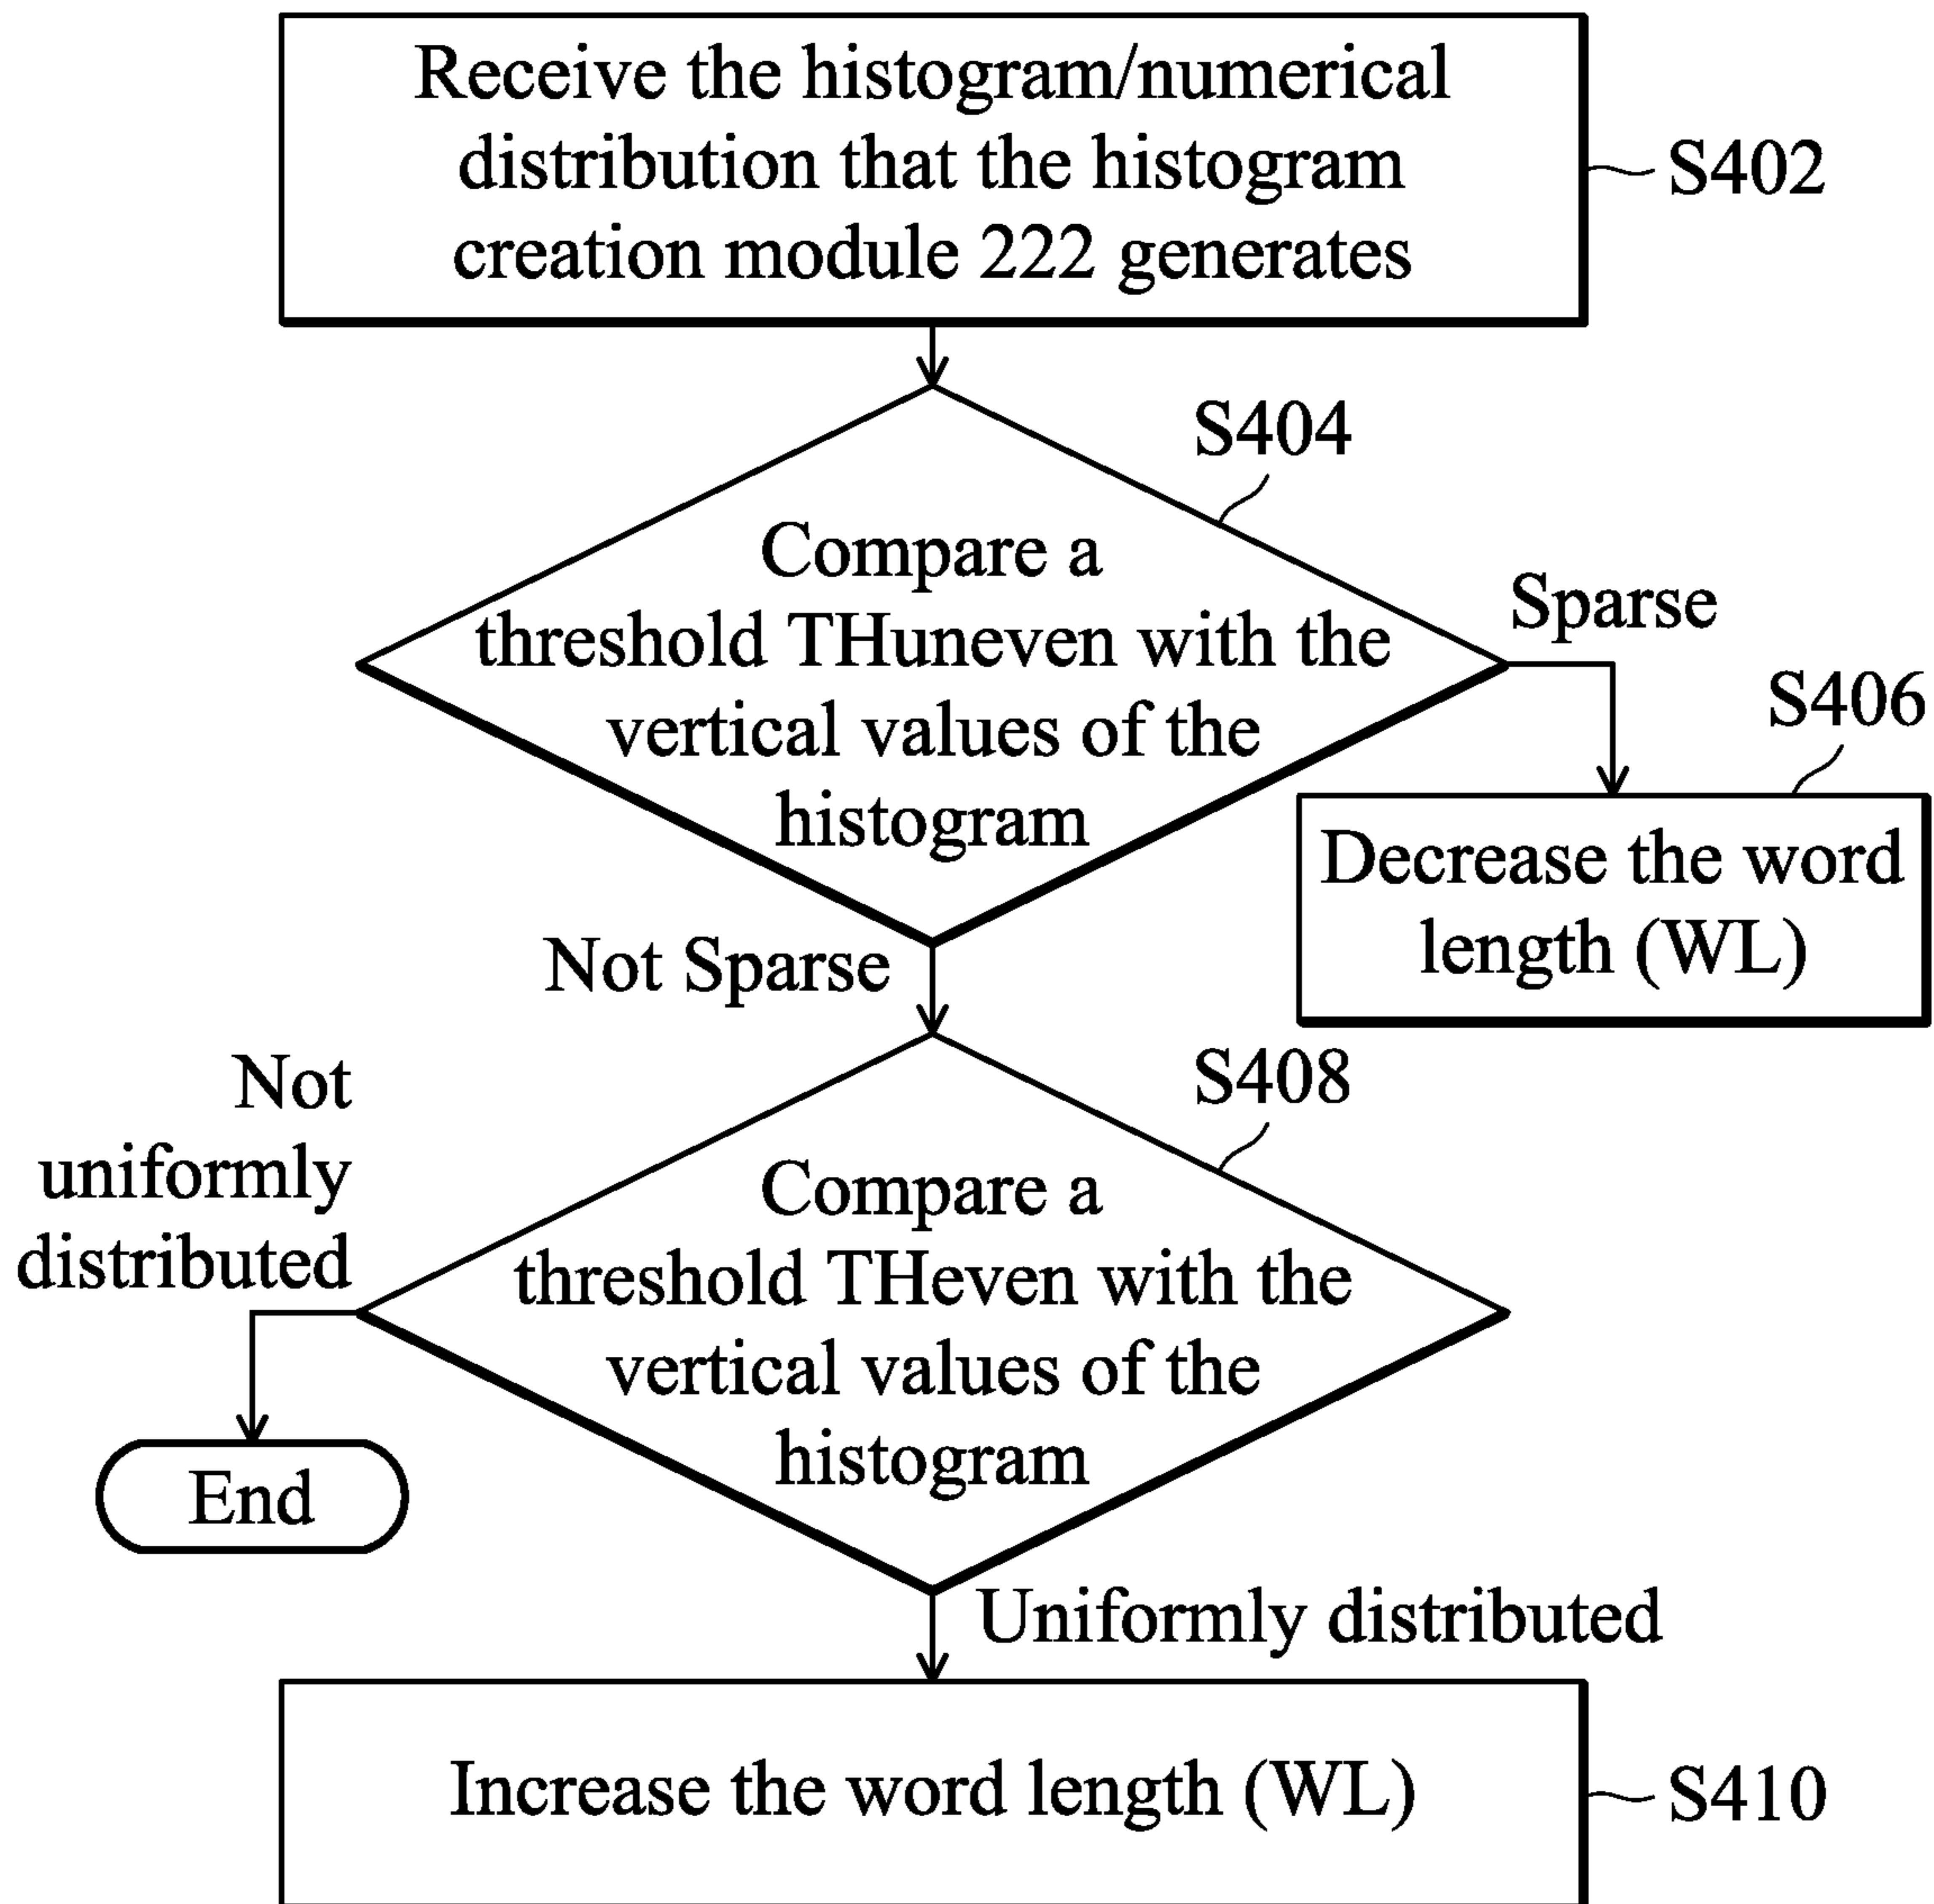 Receive the histogram/numerical
distribution that the histogram
creation module 222 generates
S402
S404
Compare a
threshold THuneven with the
vertical values of the
histogram
Sparse
S406
Decrease the word
length (WL)
Not Sparse
S408
Compare a
threshold THeven with the
vertical values of the
histogram
Not
uniformly
distributed
End
Uniformly distributed
Increase the word length (WL)
S410